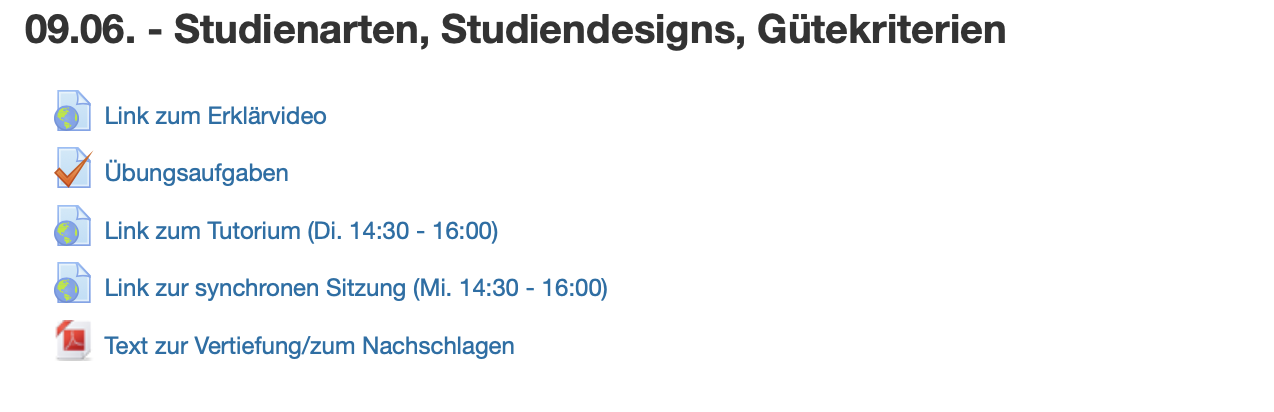 09.06. - Studienarten, Studiendesigns, Gütekriterien
Link zum Erklärvideo
Übungsaufgaben
Link zum Tutorium (Di. 14:30 - 16:00)
Link zur synchronen Sitzung (Mi. 14:30 - 16:00)
Text zur Vertiefung/zum Nachschlagen